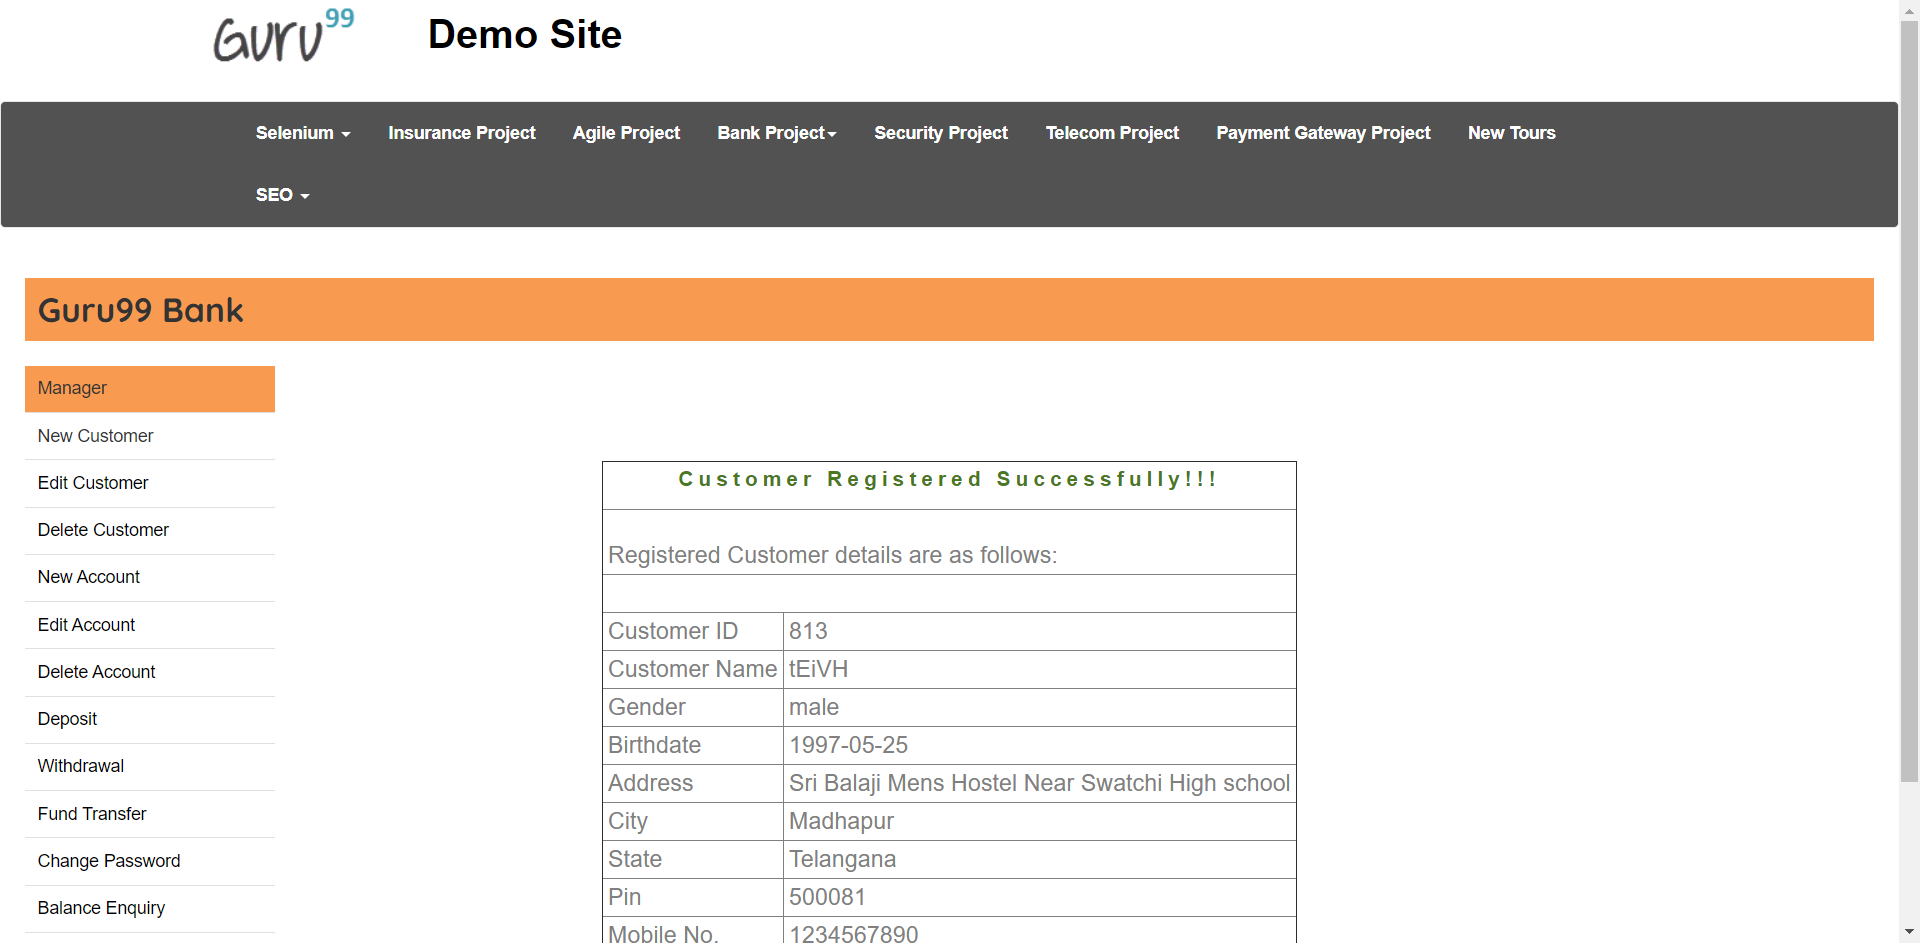 Guru99
Demo Site
Selenium Insurance Project Agile Project Bank Project Security Project Telecom Project Payment Gateway Project New Tours
SEO
Guru99 Bank
Manager
New Customer
Edit Customer
Delete Customer
New Account
Edit Account
Delete Account
Deposit
Withdrawal
Fund Transfer
Change Password
Balance Enquiry
Customer Registered Successfully!!!
Registered Customer details are as follows:
Customer ID 813
Customer Name tEiVH
Gender male
Birthdate 1997-05-25
Address Sri Balaji Mens Hostel Near Swatchi High school
City Madhapur
State Telangana
Pin 500081
Mobile No. 1234567890